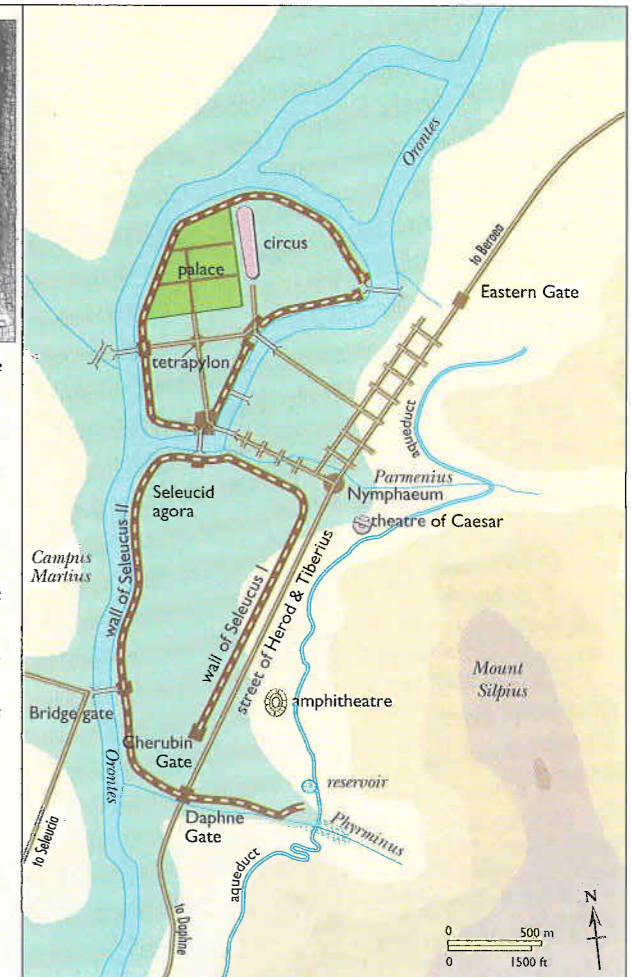 Orontes
circus
palace
to Beroea
Eastern Gate
tetrapylon
aqueduct
Parmenius
Nymphaeum
theatre of Caesar
Seleucid
agora
Campus
Martius
wall of Seleucus II
wall of Seleucus I
street of Herod & Tiberius
Mount
Silpius
amphitheatre
Bridge gate
Cherubin
Gate
Orontes
reservoir
Daphne
Gate
Phyrminus
to Seleucia
aqueduct
to Daphne
N
0 500 m
0 1500 ft